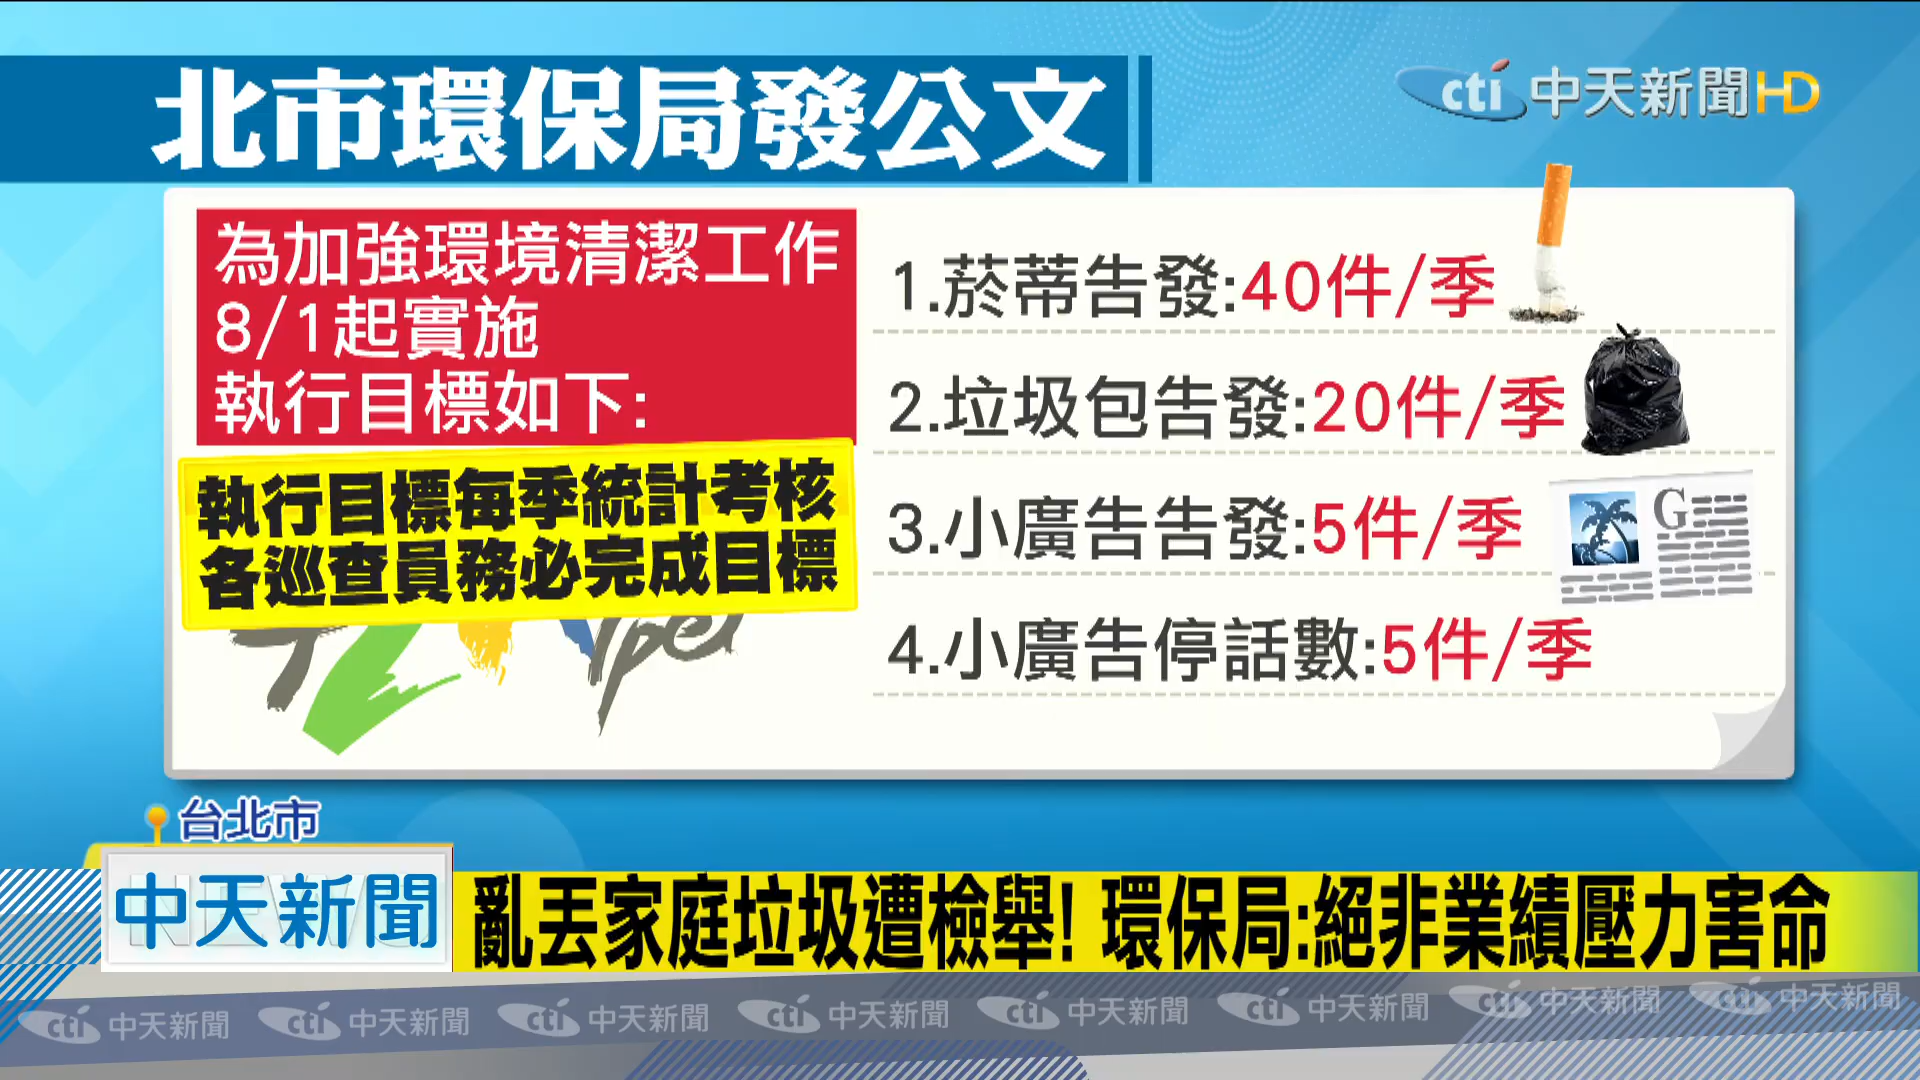 北市環保局發公文
cti 中天新聞HD
為加強環境清潔工作
8/1起實施
執行目標如下:
執行目標每季統計考核
各巡查員務必完成目標
1.菸蒂告發:40件/季
2.垃圾包告發:20件/季
3.小廣告告發:5件/季
G
4.小廣告停話數:5件/季
台北市
中天新聞
亂丟家庭垃圾遭檢舉! 環保局:絕非業績壓力害命
cti 中天新聞 cti 中天新聞 cti 中天新聞 cti 中天新聞 cti 中天新聞 cti 中天新聞 cti 中天新聞 cti 中天新聞